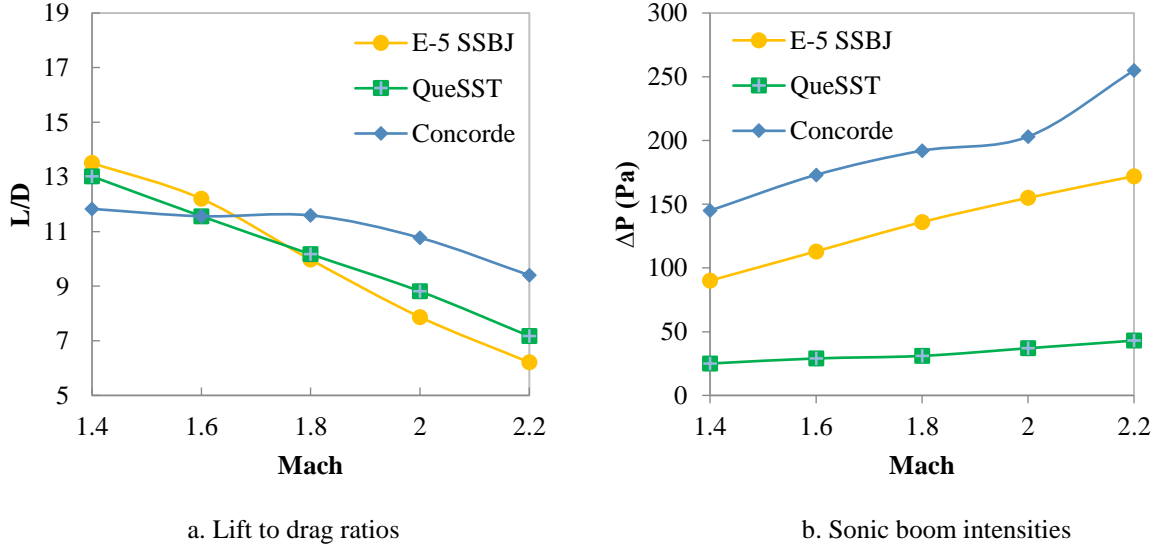 19
17
15
13
11
9
7
5
L/D
1.4
1.6
1.8
2
2.2
Mach
E-5 SSBJ
QueSST
Concorde
a. Lift to drag ratios
300
250
200
150
100
50
0
ΔP (Pa)
1.4
1.6
1.8
2
2.2
Mach
E-5 SSBJ
QueSST
Concorde
b. Sonic boom intensities